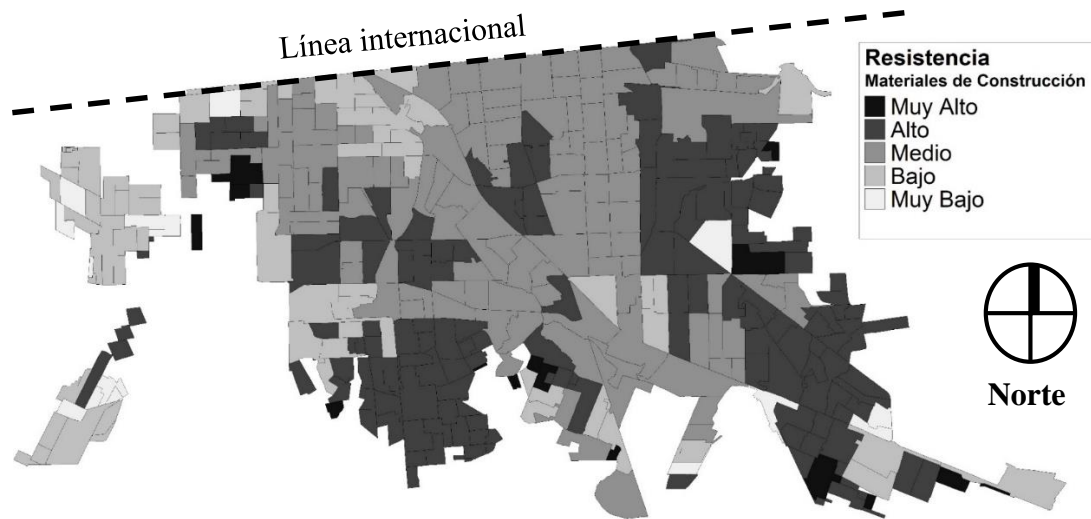 Línea internacional
Resistencia
Materiales de Construcción
Muy Alto
Alto
Medio
Bajo
Muy Bajo
Norte